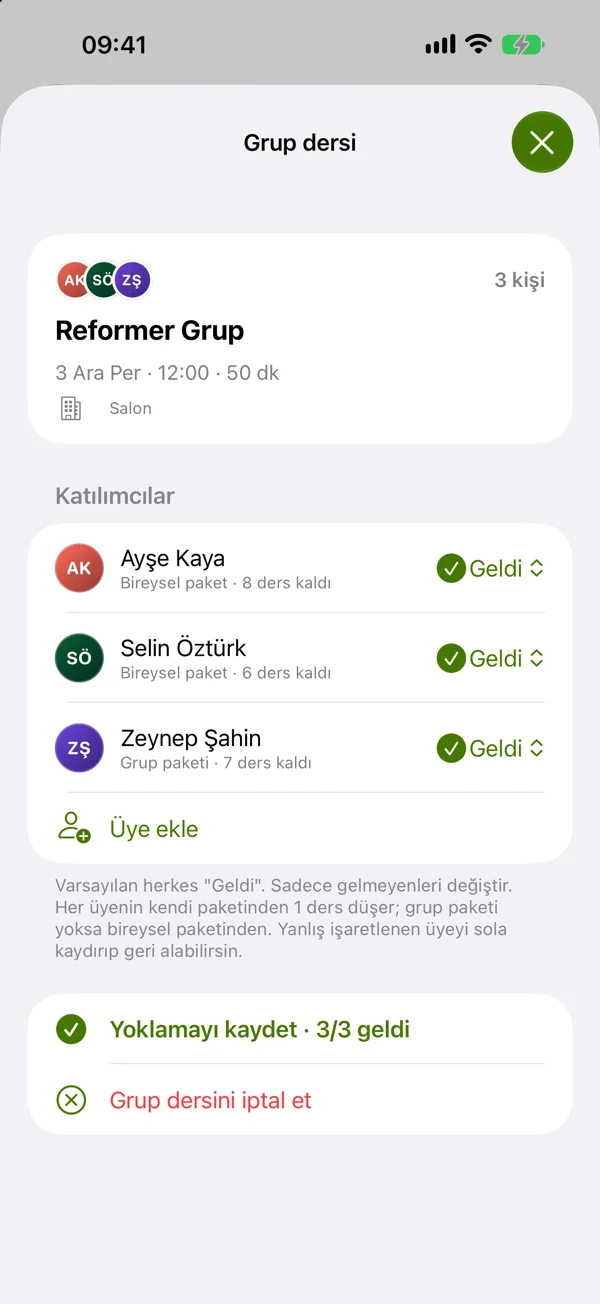 09:41
Grup dersi
AK SÖ ZŞ
3 kişi
Reformer Grup
3 Ara Per · 12:00 · 50 dk
Salon
Katılımcılar
AK
Ayşe Kaya
Bireysel paket · 8 ders kaldı
Geldi
SÖ
Selin Öztürk
Bireysel paket · 6 ders kaldı
Geldi
ZŞ
Zeynep Şahin
Grup paketi · 7 ders kaldı
Geldi
Üye ekle
Varsayılan herkes "Geldi". Sadece gelmeyenleri değiştir.
Her üyenin kendi paketinden 1 ders düşer; grup paketi
yoksa bireysel paketinden. Yanlış işaretlenen üyeyi sola
kaydırıp geri alabilirsin.
Yoklamayı kaydet · 3/3 geldi
Grup dersini iptal et